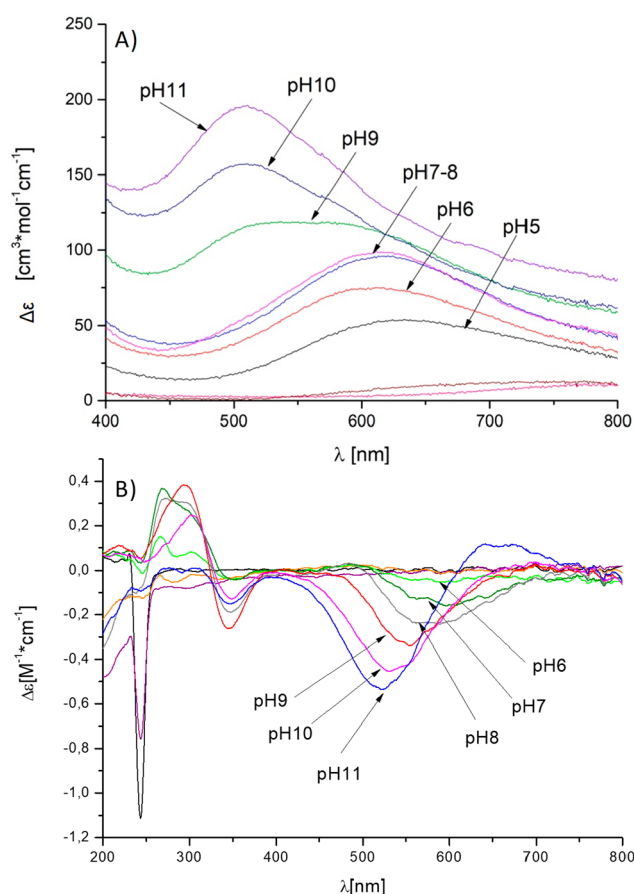 A)
250
200
150
100
50
0
Δε [cm³*mol⁻¹cm⁻¹]
pH11
pH10
pH9
pH7-8
pH6
pH5
400
500
600
700
800
λ [nm]
B)
0,4
0,2
0,0
-0,2
-0,4
-0,6
-0,8
-1,0
-1,2
Δε[M⁻¹*cm⁻¹]
pH6
pH7
pH8
pH9
pH10
pH11
200
300
400
500
600
700
800
λ[nm]